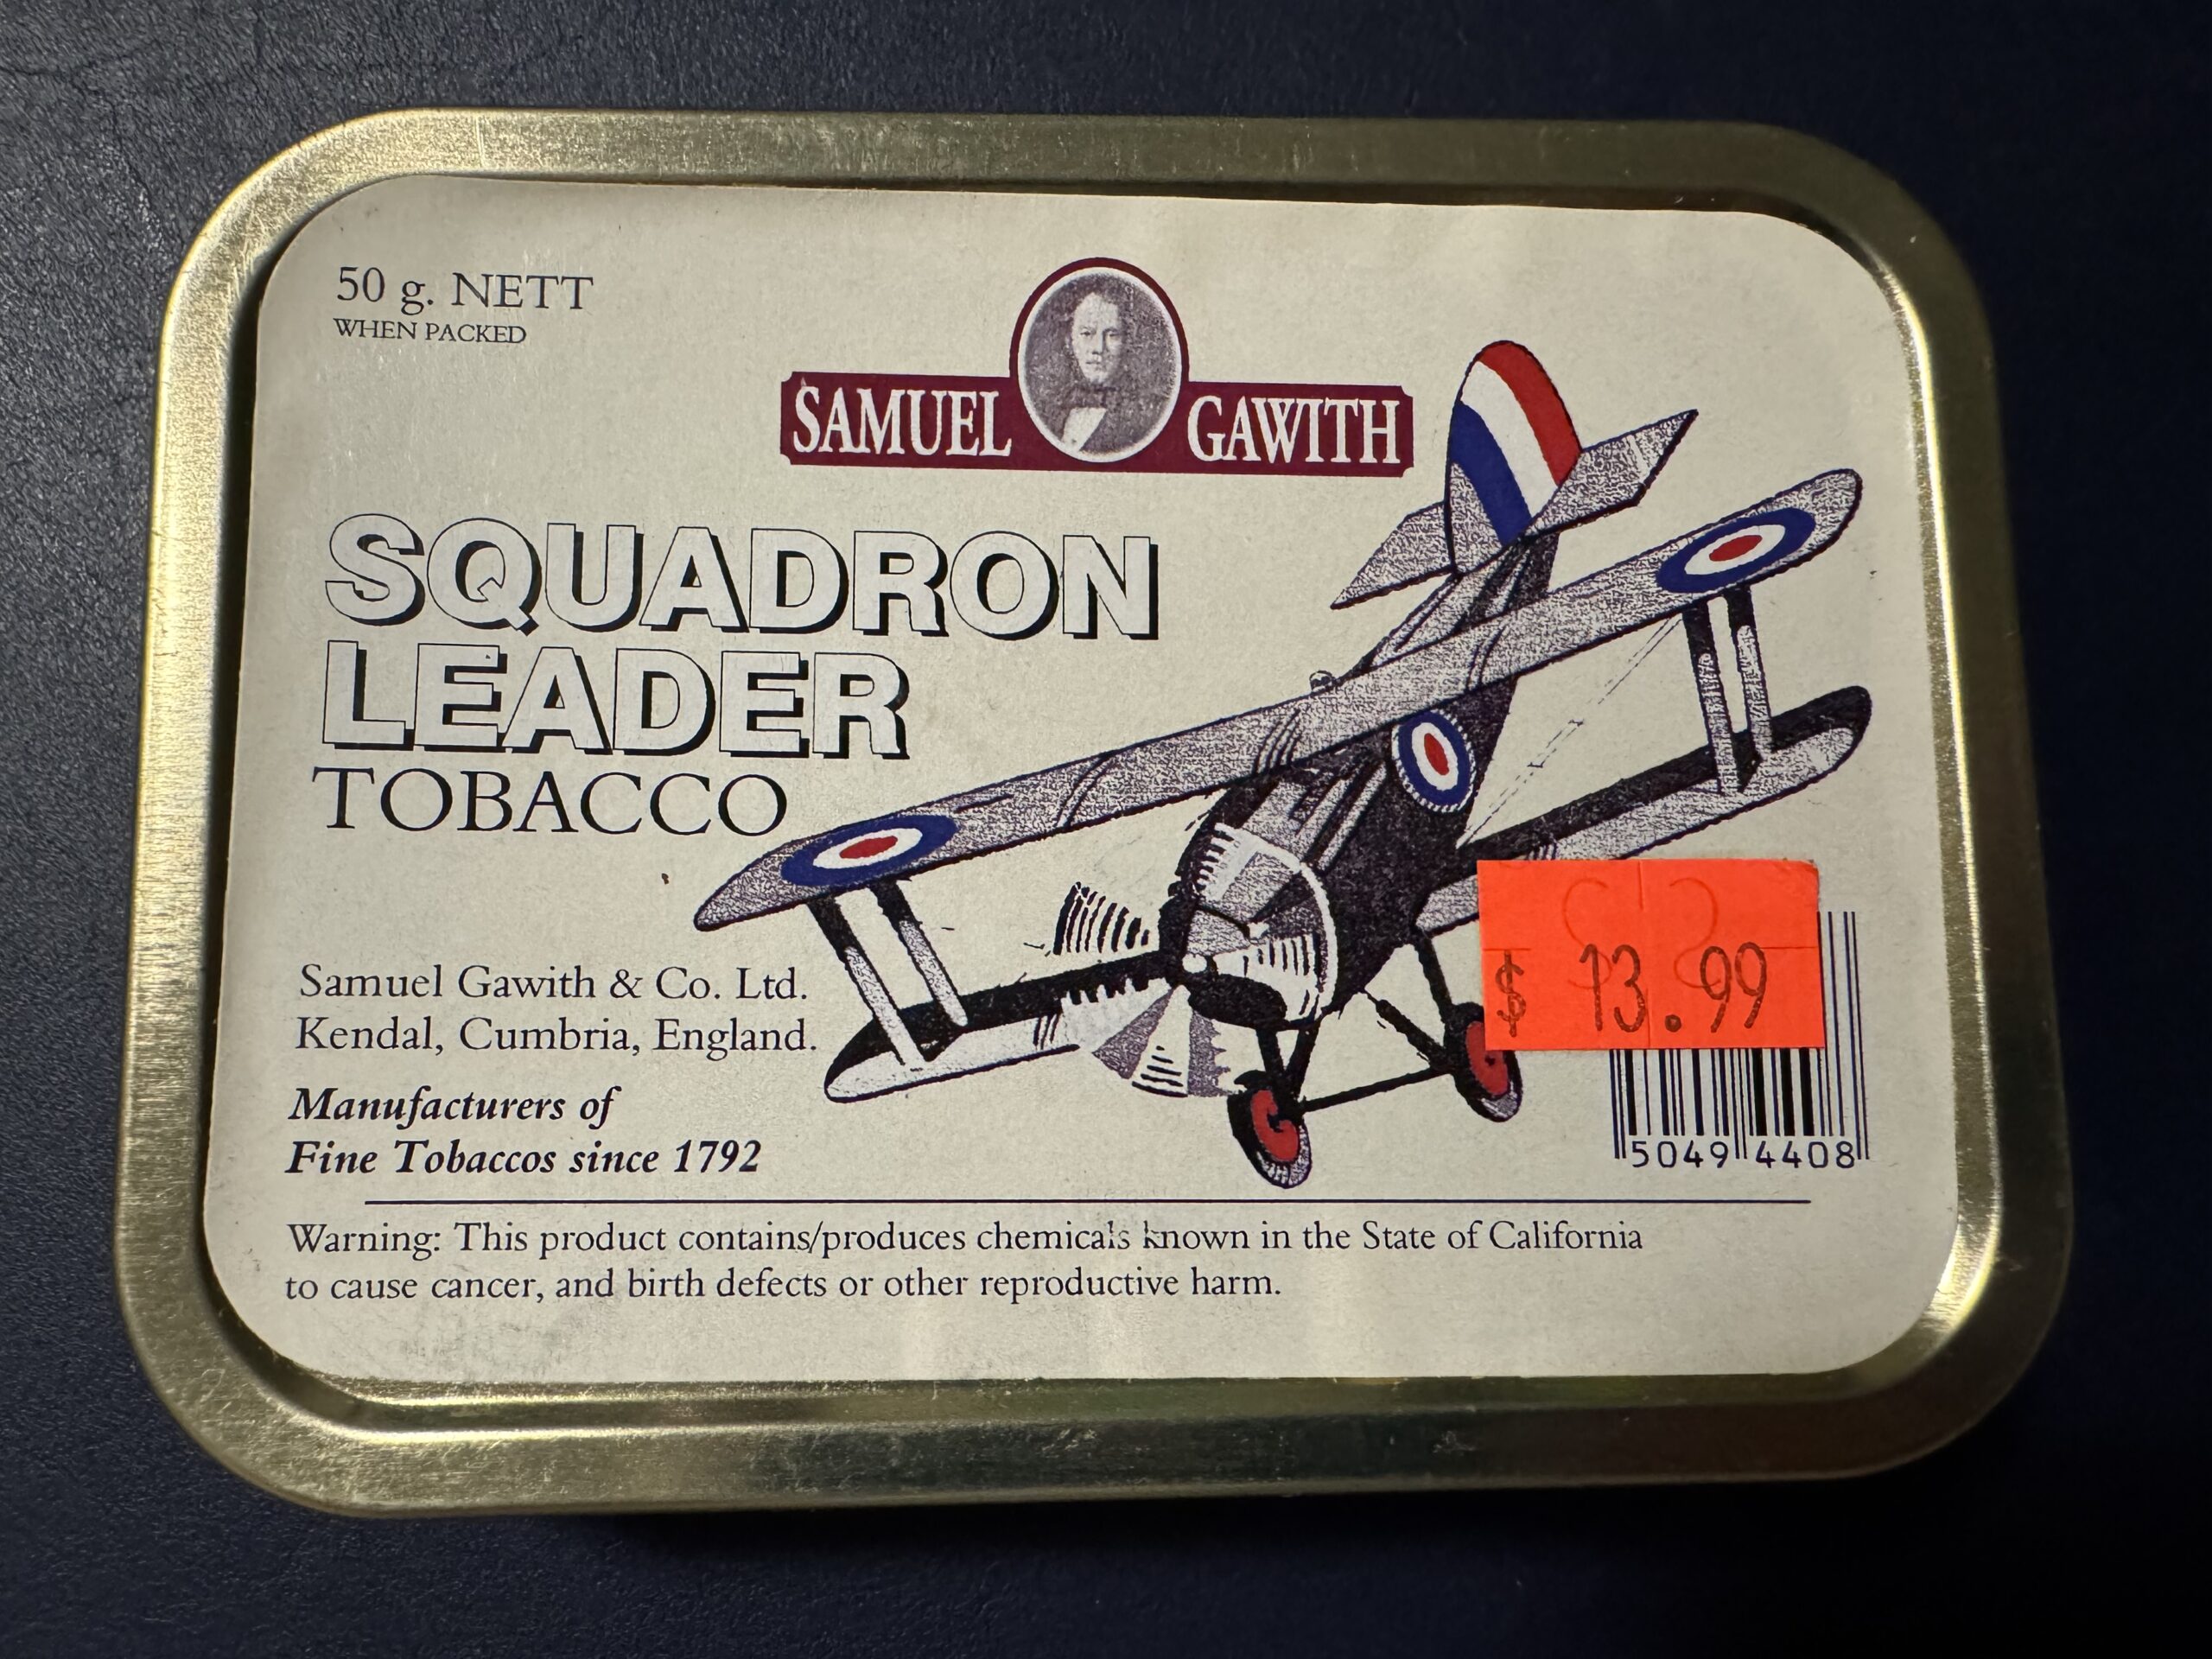 50 g. NETT
WHEN PACKED
SAMUEL GAWITH
SQUADRON
LEADER
TOBACCO
Samuel Gawith & Co. Ltd.
Kendal, Cumbria, England.
Manufacturers of
Fine Tobaccos since 1792
$ 13.99
5049 4408
Warning: This product contains/produces chemicals known in the State of California
to cause cancer, and birth defects or other reproductive harm.